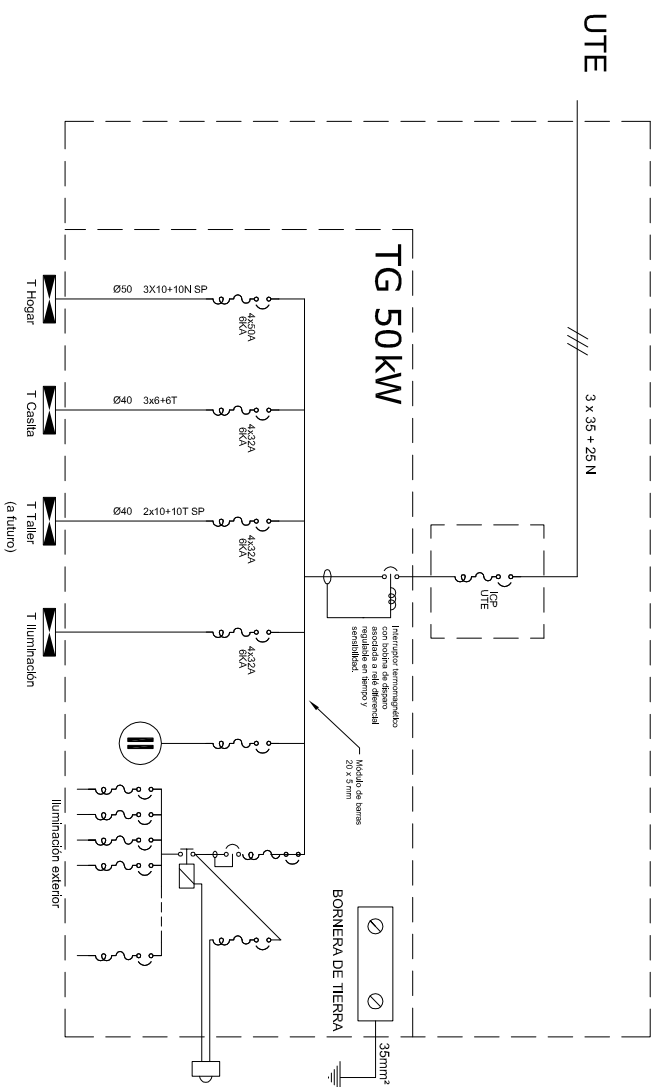 UTE
3 x 35 + 25 N
TG 50kW
ICP
UTE
Interruptor termomagnético
con bobina de disparo
asociada a relé diferencial
regulable en tiempo y
sensibilidad.
Módulo de barras
20 x 5 mm
4x50A
6KA
Ø50 3X10+10N SP
T Hogar
4x32A
6KA
Ø40 3x6+6T
T Casita
4x32A
6KA
Ø40 2x10+10T SP
T Taller
(a futuro)
4x32A
6KA
T Iluminación
Iluminación exterior
BORNERA DE TIERRA
35mm²